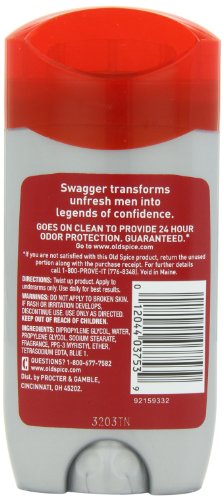 Swagger transforms
unfresh men into
legends of confidence.
GOES ON CLEAN TO PROVIDE 24 HOUR
ODOR PROTECTION. GUARANTEED.*
Go to www.oldspice.com
*If you are not satisfied with this Old Spice product, return the unused
portion along with the purchase receipt. For further details
call 1-800-PROVE-IT (776-8348). Void in Maine.
DIRECTIONS: Twist up product. Apply to
underarms only. Use daily for best results.
WARNINGS: DO NOT APPLY TO BROKEN SKIN.
IF RASH OR IRRITATION DEVELOPS,
DISCONTINUE USE. USE ONLY AS DIRECTED.
KEEP OUT OF REACH OF CHILDREN.
INGREDIENTS: DIPROPYLENE GLYCOL, WATER,
PROPYLENE GLYCOL, SODIUM STEARATE,
FRAGRANCE, PPG-3 MYRISTYL ETHER,
TETRASODIUM EDTA, BLUE 1.
QUESTIONS? 1-800-677-7582
WWW.OLDSPICE.COM
Dist. by PROCTER & GAMBLE,
CINCINNATI, OH 45202.
0 12044 03753 9
92159332
3203TN